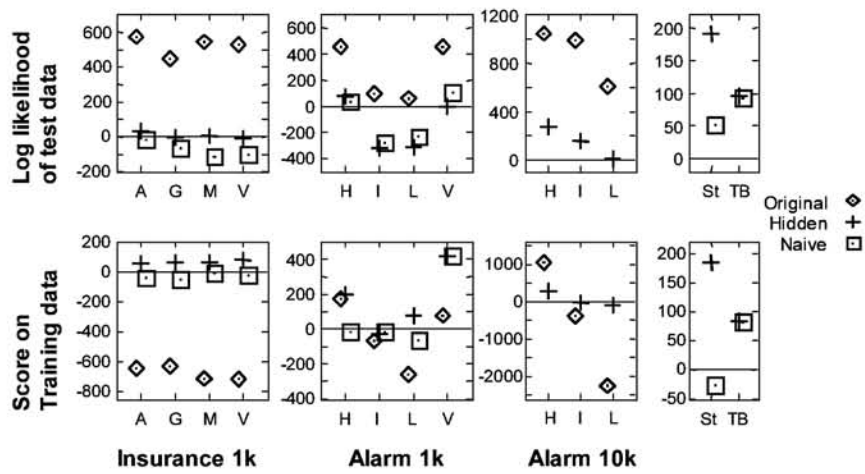 Log likelihood
of test data
600
400
200
0
-200
A G M V
600
400
200
0
-200
-400
H I L V
1200
800
400
0
H I L
200
150
100
50
0
St TB
Original
Hidden
Naive
Score on
Training data
200
0
-200
-400
-600
-800
A G M V
400
200
0
-200
-400
H I L V
1000
0
-1000
-2000
H I L
200
150
100
50
0
-50
St TB
Insurance 1k Alarm 1k Alarm 10k